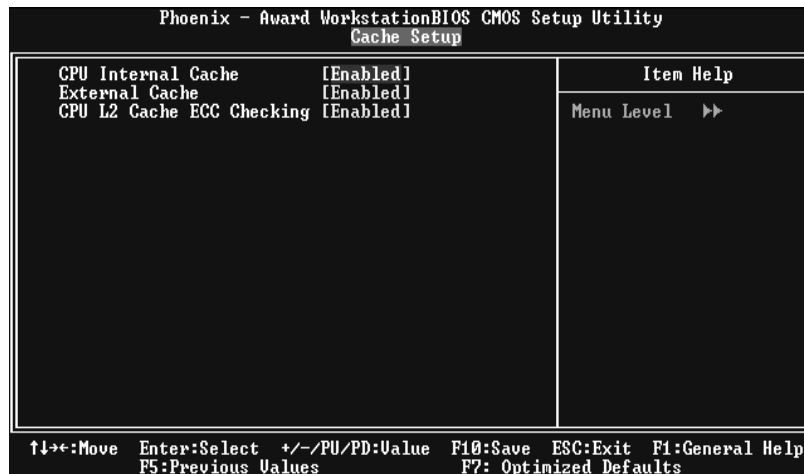 Phoenix - Award WorkstationBIOS CMOS Setup Utility
Cache Setup
CPU Internal Cache [Enabled]
External Cache [Enabled]
CPU L2 Cache ECC Checking [Enabled]
Item Help
Menu Level ▶▶
↑↓→←:Move Enter:Select +/-/PU/PD:Value F10:Save ESC:Exit F1:General Help
F5:Previous Values F7: Optimized Defaults